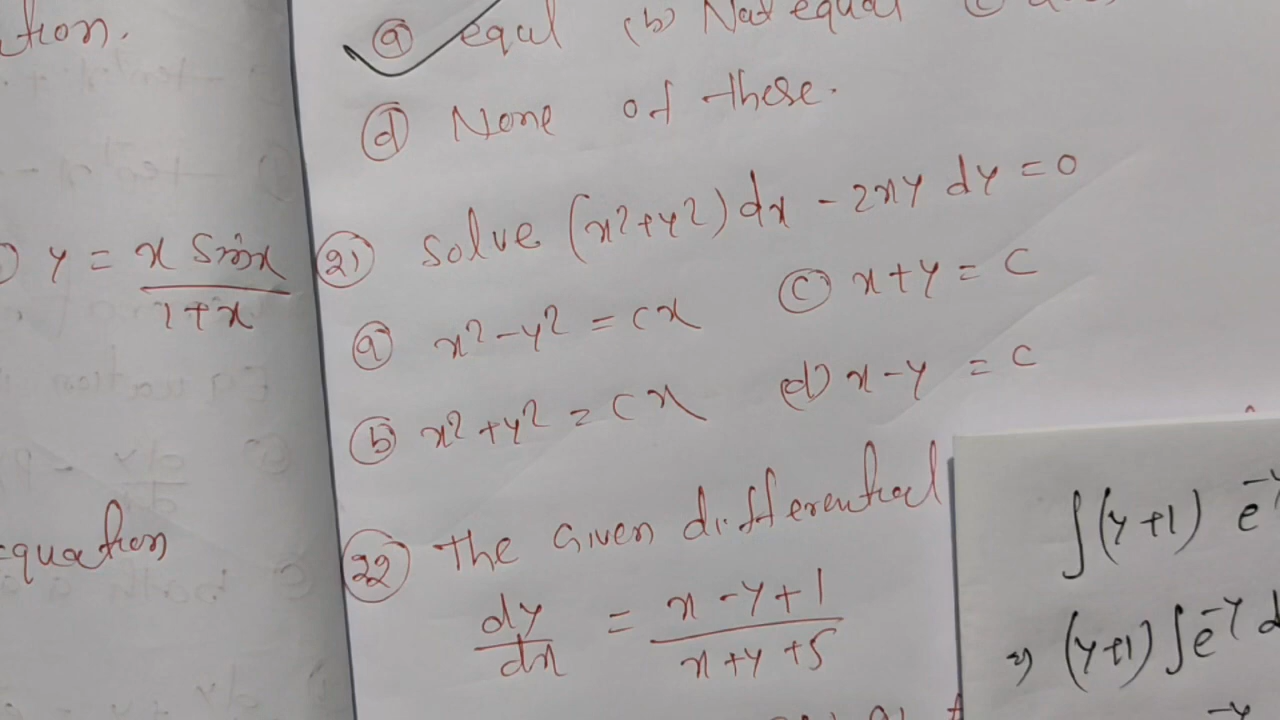 tion.
y = x Sinx / 1+x
equation
ⓐ equal (b) Not equal ⓒ
ⓓ None of these.
㉑ solve (x²+y²) dx - 2xy dy = 0
ⓐ x²-y² = cx ⓒ x+y = c
ⓑ x²+y² = cx (d) x-y = c
㉒ The Given differential
dy/dx = x-y+1 / x+y+5
∫(y+1) e⁻ʸ
⇒ (y+1) ∫e⁻ʸ d